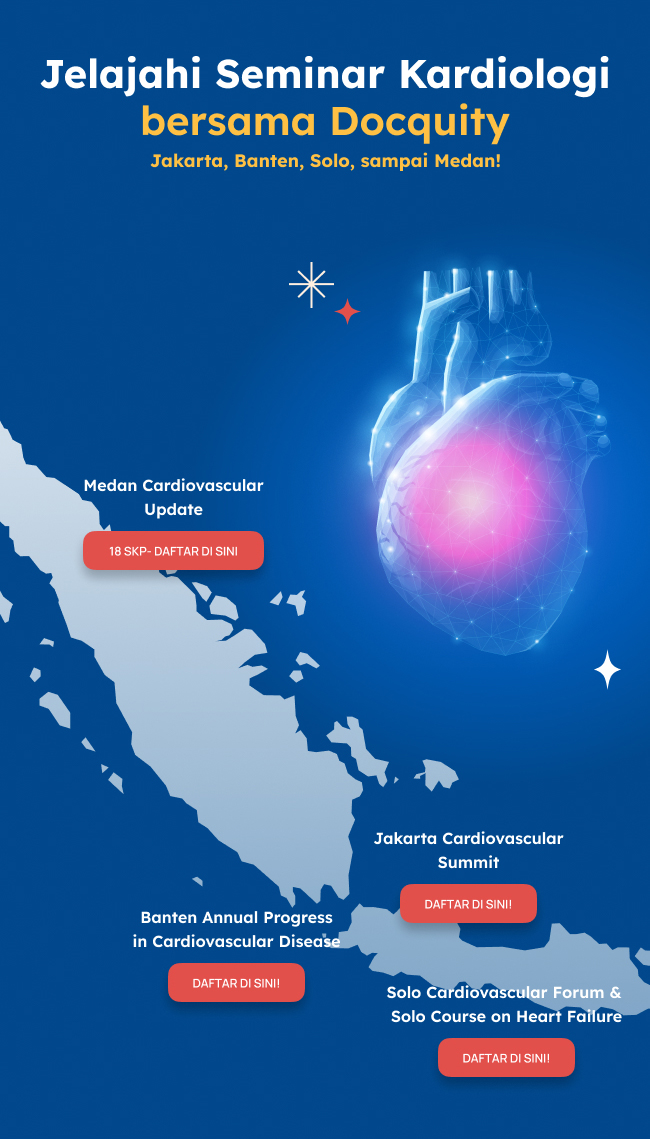 Jelajahi Seminar Kardiologi
bersama Docquity
Jakarta, Banten, Solo, sampai Medan!
Medan Cardiovascular
Update
18 SKP- DAFTAR DI SINI
Jakarta Cardiovascular
Summit
DAFTAR DI SINI!
Banten Annual Progress
in Cardiovascular Disease
DAFTAR DI SINI!
Solo Cardiovascular Forum &
Solo Course on Heart Failure
DAFTAR DI SINI!